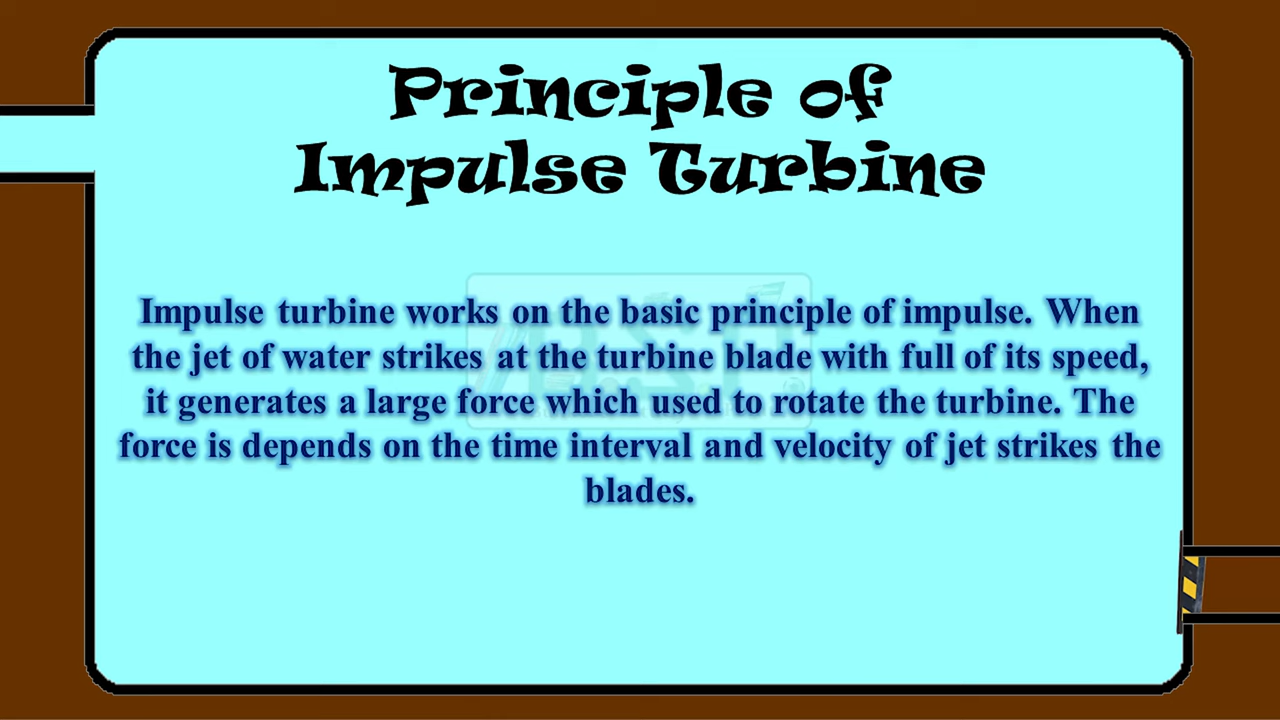 Principle of
Impulse Turbine
Impulse turbine works on the basic principle of impulse. When
the jet of water strikes at the turbine blade with full of its speed,
it generates a large force which used to rotate the turbine. The
force is depends on the time interval and velocity of jet strikes the
blades.